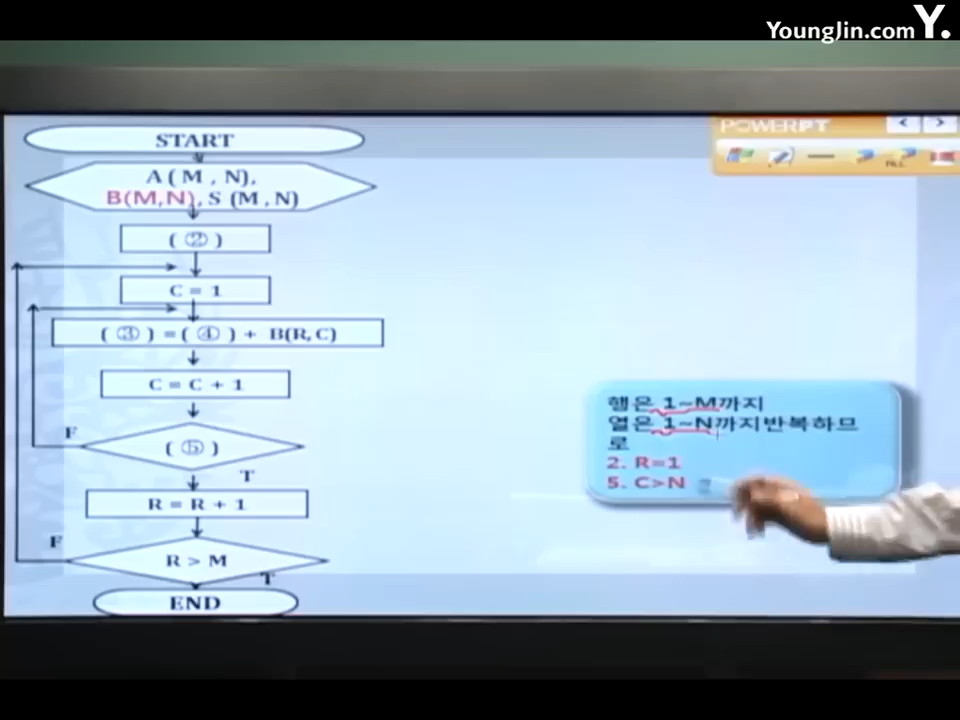 YoungJin.com Y.
POWERPT
START
A ( M , N),
B(M,N), S (M , N)
( ② )
C = 1
( ③ ) = ( ④ ) + B(R, C)
C = C + 1
F
( ⑤ )
T
R = R + 1
F
R > M
T
END
행은 1~M까지
열은 1~N까지반복하므
로
2. R=1
5. C>N